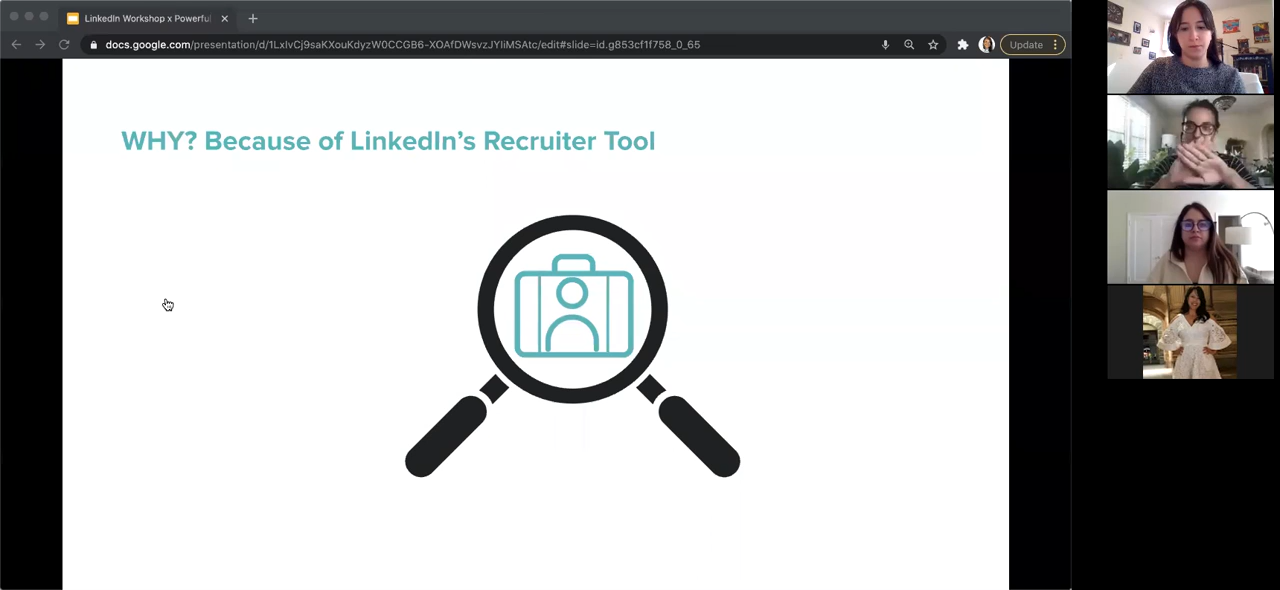 LinkedIn Workshop x Powerful
docs.google.com/presentation/d/1LxIvCj9saKXouKdyzW0CCGB6-XOAfDWsvzJYIiMSAtc/edit#slide=id.g853cf1f758_0_65
Update
WHY? Because of LinkedIn’s Recruiter Tool